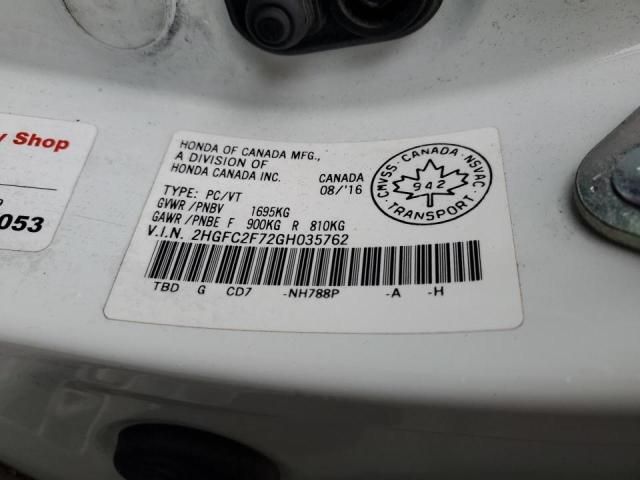 y Shop
9
053
HONDA OF CANADA MFG.,
A DIVISION OF
HONDA CANADA INC.
CANADA
08/'16
TYPE: PC/VT
GVWR/PNBV 1695KG
GAWR/PNBE F 900KG R 810KG
V.I.N. 2HGFC2F72GH035762
TBD G CD7 -NH788P -A -H
CMVSS · CANADA · NSVAC
942
TRANSPORT